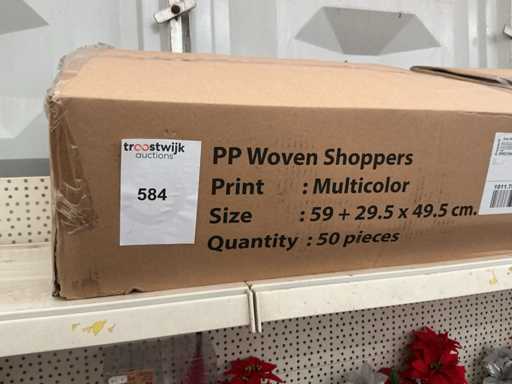 troostwijk
auctions
584
PP Woven Shoppers
Print : Multicolor
Size : 59 + 29.5 x 49.5 cm.
Quantity : 50 pieces